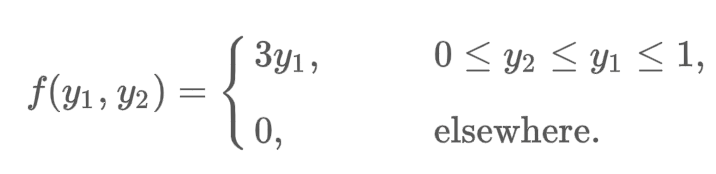 f(y₁, y₂) = { 3y₁, 0 ≤ y₂ ≤ y₁ ≤ 1,
0, elsewhere.